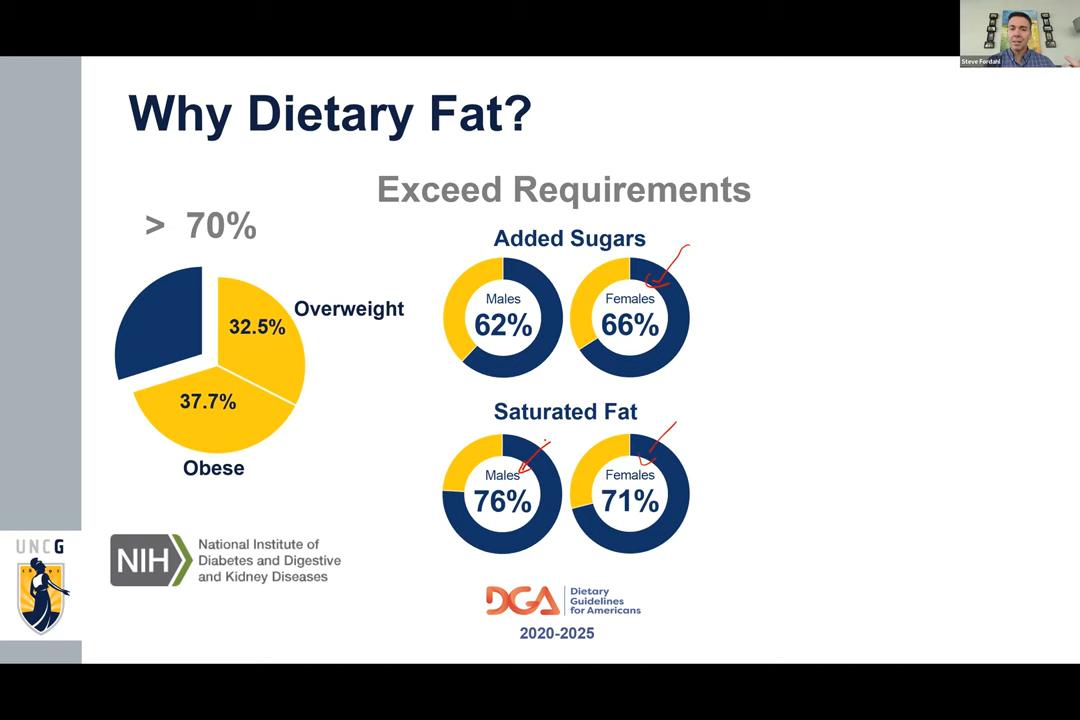 Steve Fordahl
Why Dietary Fat?
Exceed Requirements
> 70%
Overweight
32.5%
37.7%
Obese
Added Sugars
Males
62%
Females
66%
Saturated Fat
Males
76%
Females
71%
UNCG
NIH
National Institute of
Diabetes and Digestive
and Kidney Diseases
DGA
Dietary
Guidelines
for Americans
2020-2025